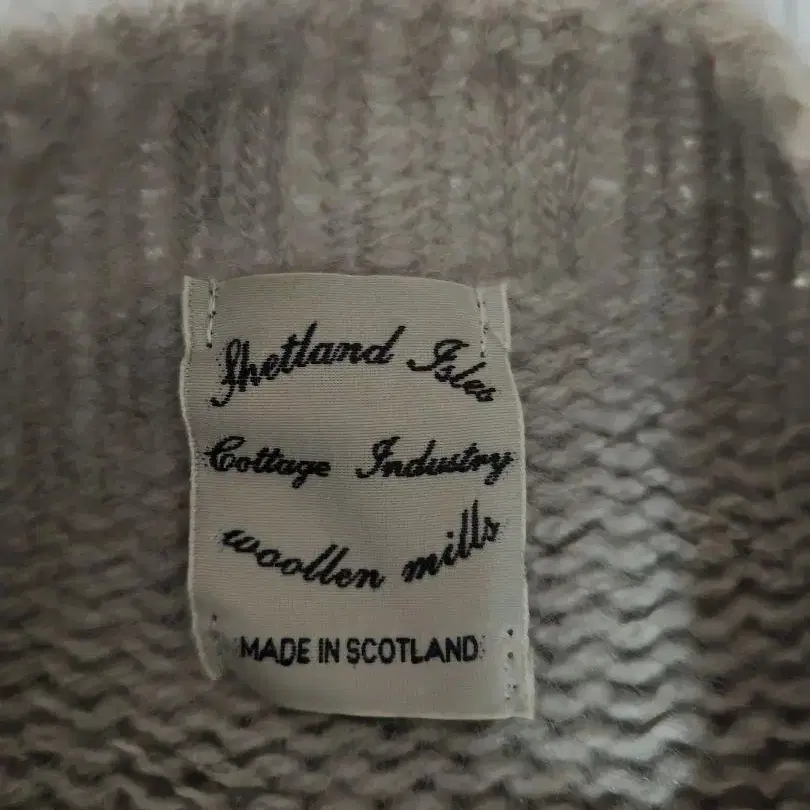 Shetland Isles
Cottage Industry
woollen mills
MADE IN SCOTLAND